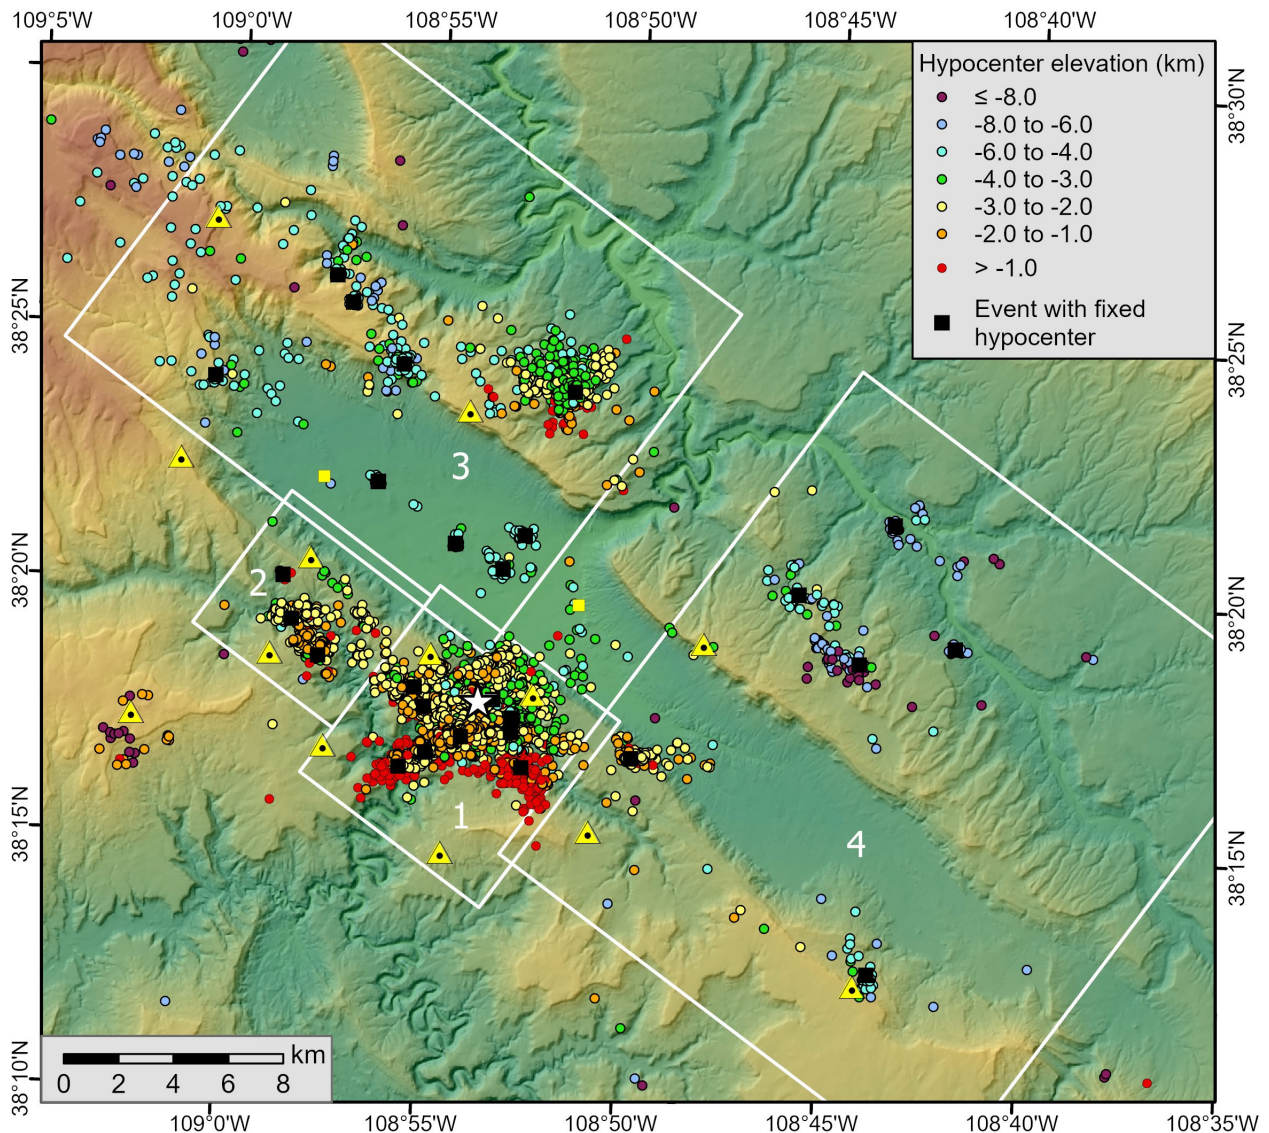 109°5'W 109°0'W 108°55'W 108°50'W 108°45'W 108°40'W
Hypocenter elevation (km)
≤ -8.0
-8.0 to -6.0
-6.0 to -4.0
-4.0 to -3.0
-3.0 to -2.0
-2.0 to -1.0
> -1.0
Event with fixed
hypocenter
38°30'N
38°25'N
38°25'N
3
38°20'N
2
38°20'N
1
38°15'N
4
38°15'N
38°10'N
km
0 2 4 6 8
109°0'W 108°55'W 108°50'W 108°45'W 108°40'W 108°35'W